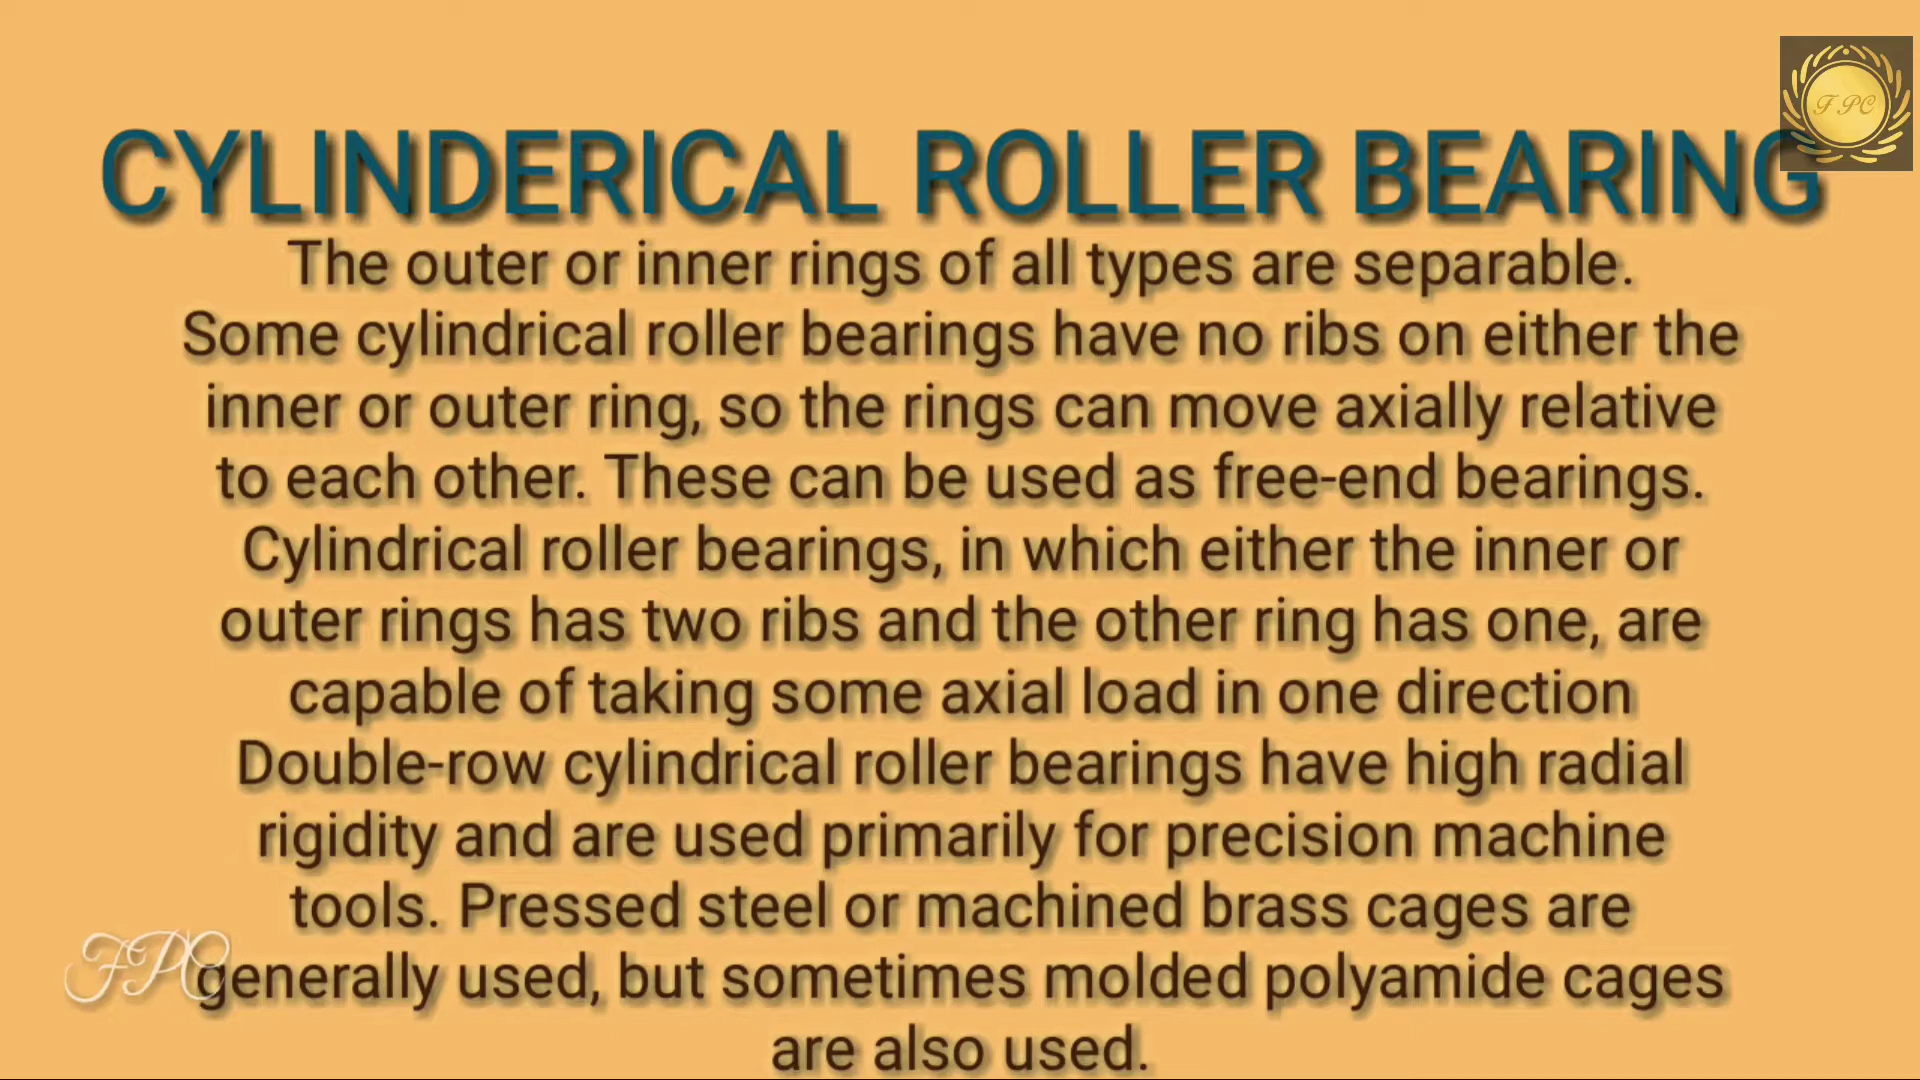 F PC
CYLINDERICAL ROLLER BEARING
The outer or inner rings of all types are separable.
Some cylindrical roller bearings have no ribs on either the
inner or outer ring, so the rings can move axially relative
to each other. These can be used as free-end bearings.
Cylindrical roller bearings, in which either the inner or
outer rings has two ribs and the other ring has one, are
capable of taking some axial load in one direction
Double-row cylindrical roller bearings have high radial
rigidity and are used primarily for precision machine
tools. Pressed steel or machined brass cages are
FPC
generally used, but sometimes molded polyamide cages
are also used.